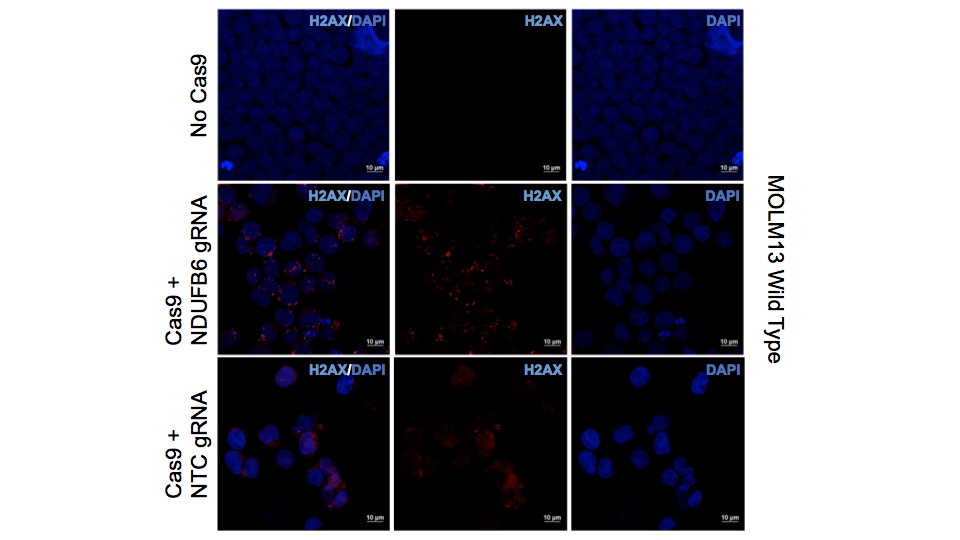 No Cas9
H2AX/DAPI
H2AX
DAPI
10 µm
10 µm
10 µm
Cas9 +
NDUFB6 gRNA
H2AX/DAPI
H2AX
DAPI
10 µm
10 µm
10 µm
Cas9 +
NTC gRNA
H2AX/DAPI
H2AX
DAPI
10 µm
10 µm
10 µm
MOLM13 Wild Type